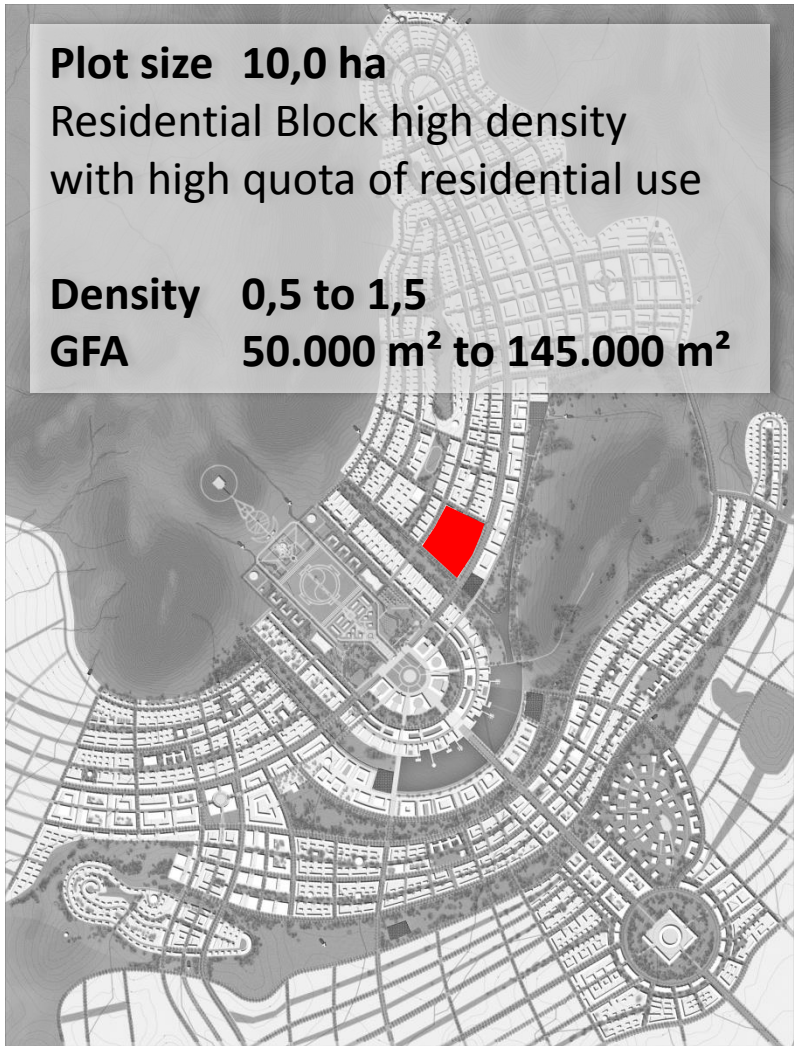 Plot size 10,0 ha
Residential Block high density
with high quota of residential use
Density 0,5 to 1,5
GFA 50.000 m² to 145.000 m²